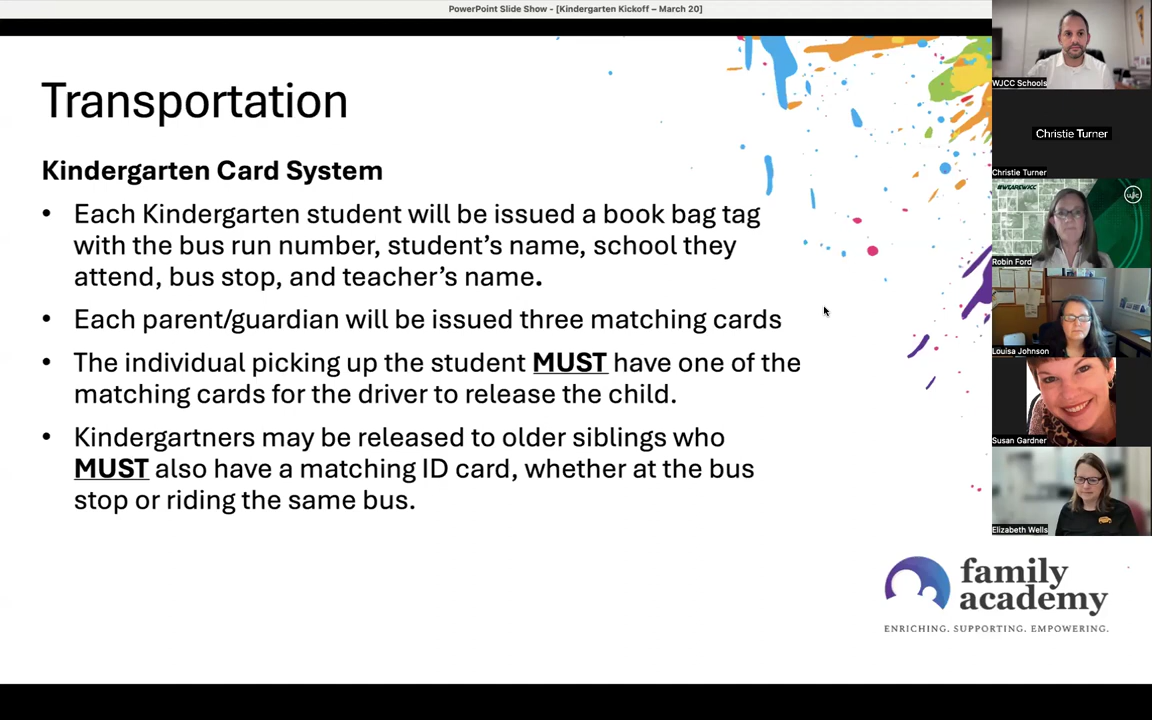 PowerPoint Slide Show - [Kindergarten Kickoff – March 20]
Transportation
Kindergarten Card System
• Each Kindergarten student will be issued a book bag tag
with the bus run number, student’s name, school they
attend, bus stop, and teacher’s name.
• Each parent/guardian will be issued three matching cards
• The individual picking up the student MUST have one of the
matching cards for the driver to release the child.
• Kindergartners may be released to older siblings who
MUST also have a matching ID card, whether at the bus
stop or riding the same bus.
family
academy
ENRICHING. SUPPORTING. EMPOWERING.
WJCC Schools
Christie Turner
Christie Turner
#WEAREWJCC
wjc
Robin Ford
Louisa Johnson
Susan Gardner
Elizabeth Wells